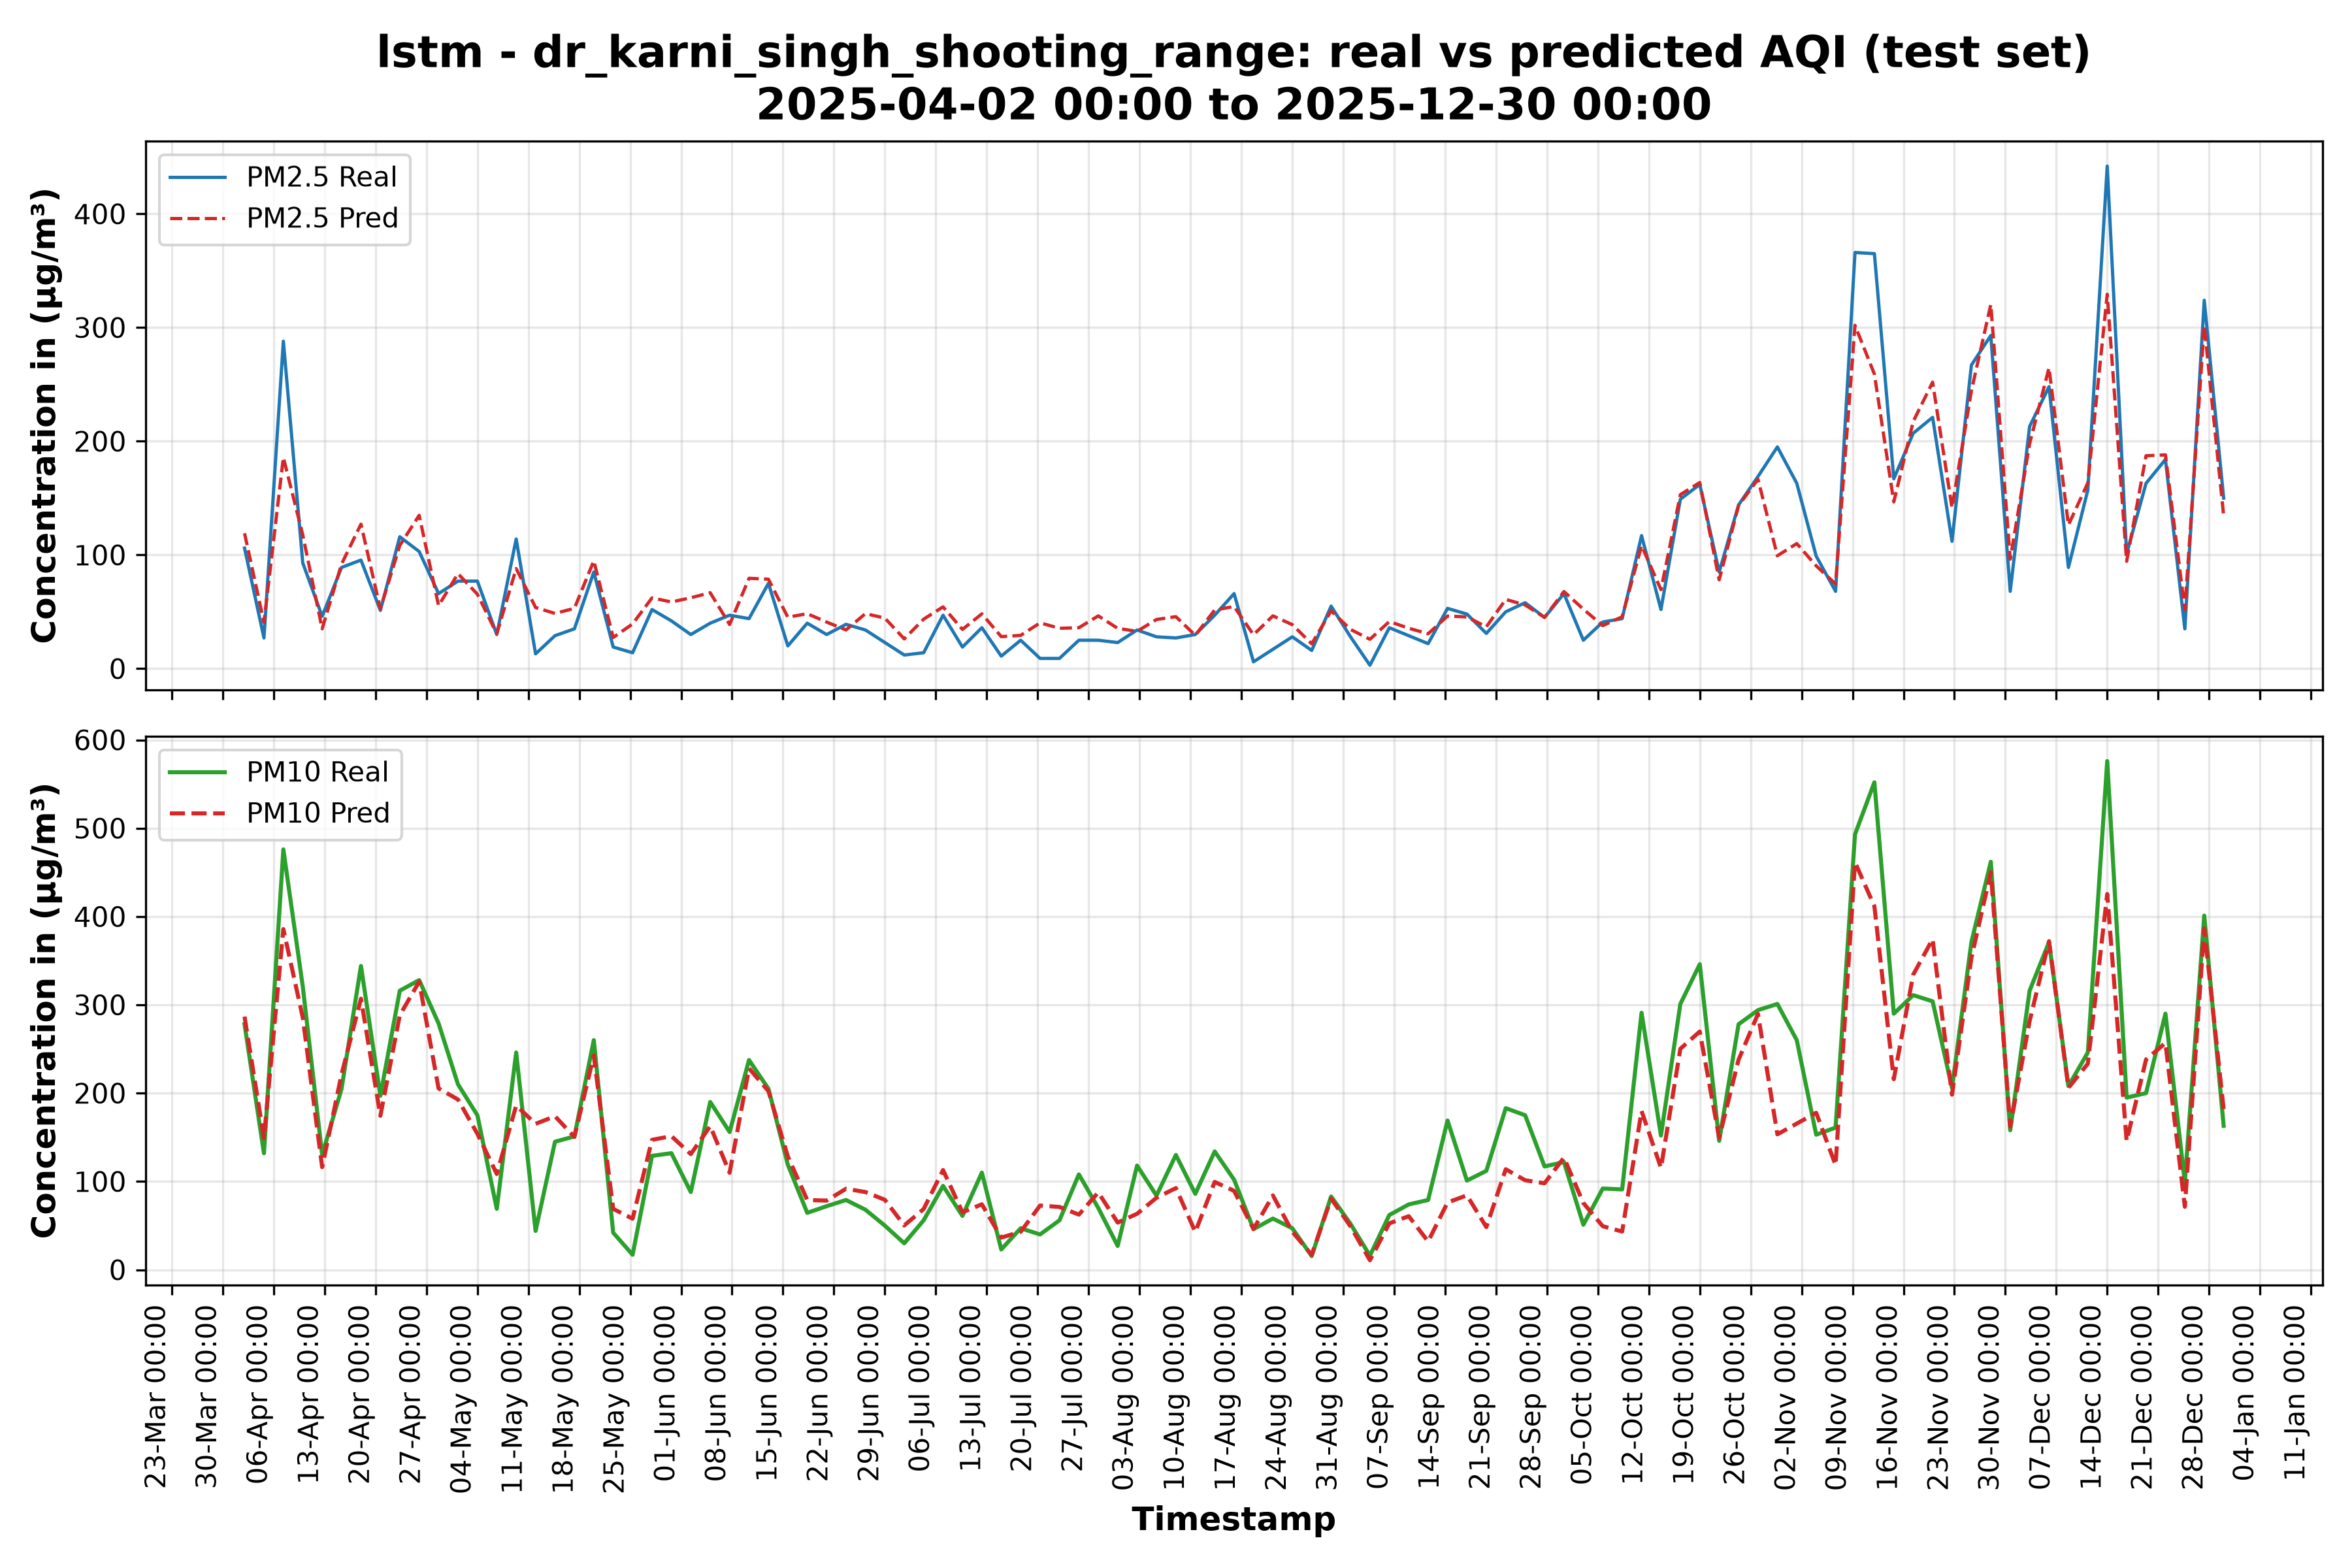 lstm - dr_karni_singh_shooting_range: real vs predicted AQI (test set)
2025-04-02 00:00 to 2025-12-30 00:00
Concentration in (µg/m³)
400
300
200
100
0
PM2.5 Real
PM2.5 Pred
Concentration in (µg/m³)
600
500
400
300
200
100
0
PM10 Real
PM10 Pred
23-Mar 00:00
30-Mar 00:00
06-Apr 00:00
13-Apr 00:00
20-Apr 00:00
27-Apr 00:00
04-May 00:00
11-May 00:00
18-May 00:00
25-May 00:00
01-Jun 00:00
08-Jun 00:00
15-Jun 00:00
22-Jun 00:00
29-Jun 00:00
06-Jul 00:00
13-Jul 00:00
20-Jul 00:00
27-Jul 00:00
03-Aug 00:00
10-Aug 00:00
17-Aug 00:00
24-Aug 00:00
31-Aug 00:00
07-Sep 00:00
14-Sep 00:00
21-Sep 00:00
28-Sep 00:00
05-Oct 00:00
12-Oct 00:00
19-Oct 00:00
26-Oct 00:00
02-Nov 00:00
09-Nov 00:00
16-Nov 00:00
23-Nov 00:00
30-Nov 00:00
07-Dec 00:00
14-Dec 00:00
21-Dec 00:00
28-Dec 00:00
04-Jan 00:00
11-Jan 00:00
Timestamp